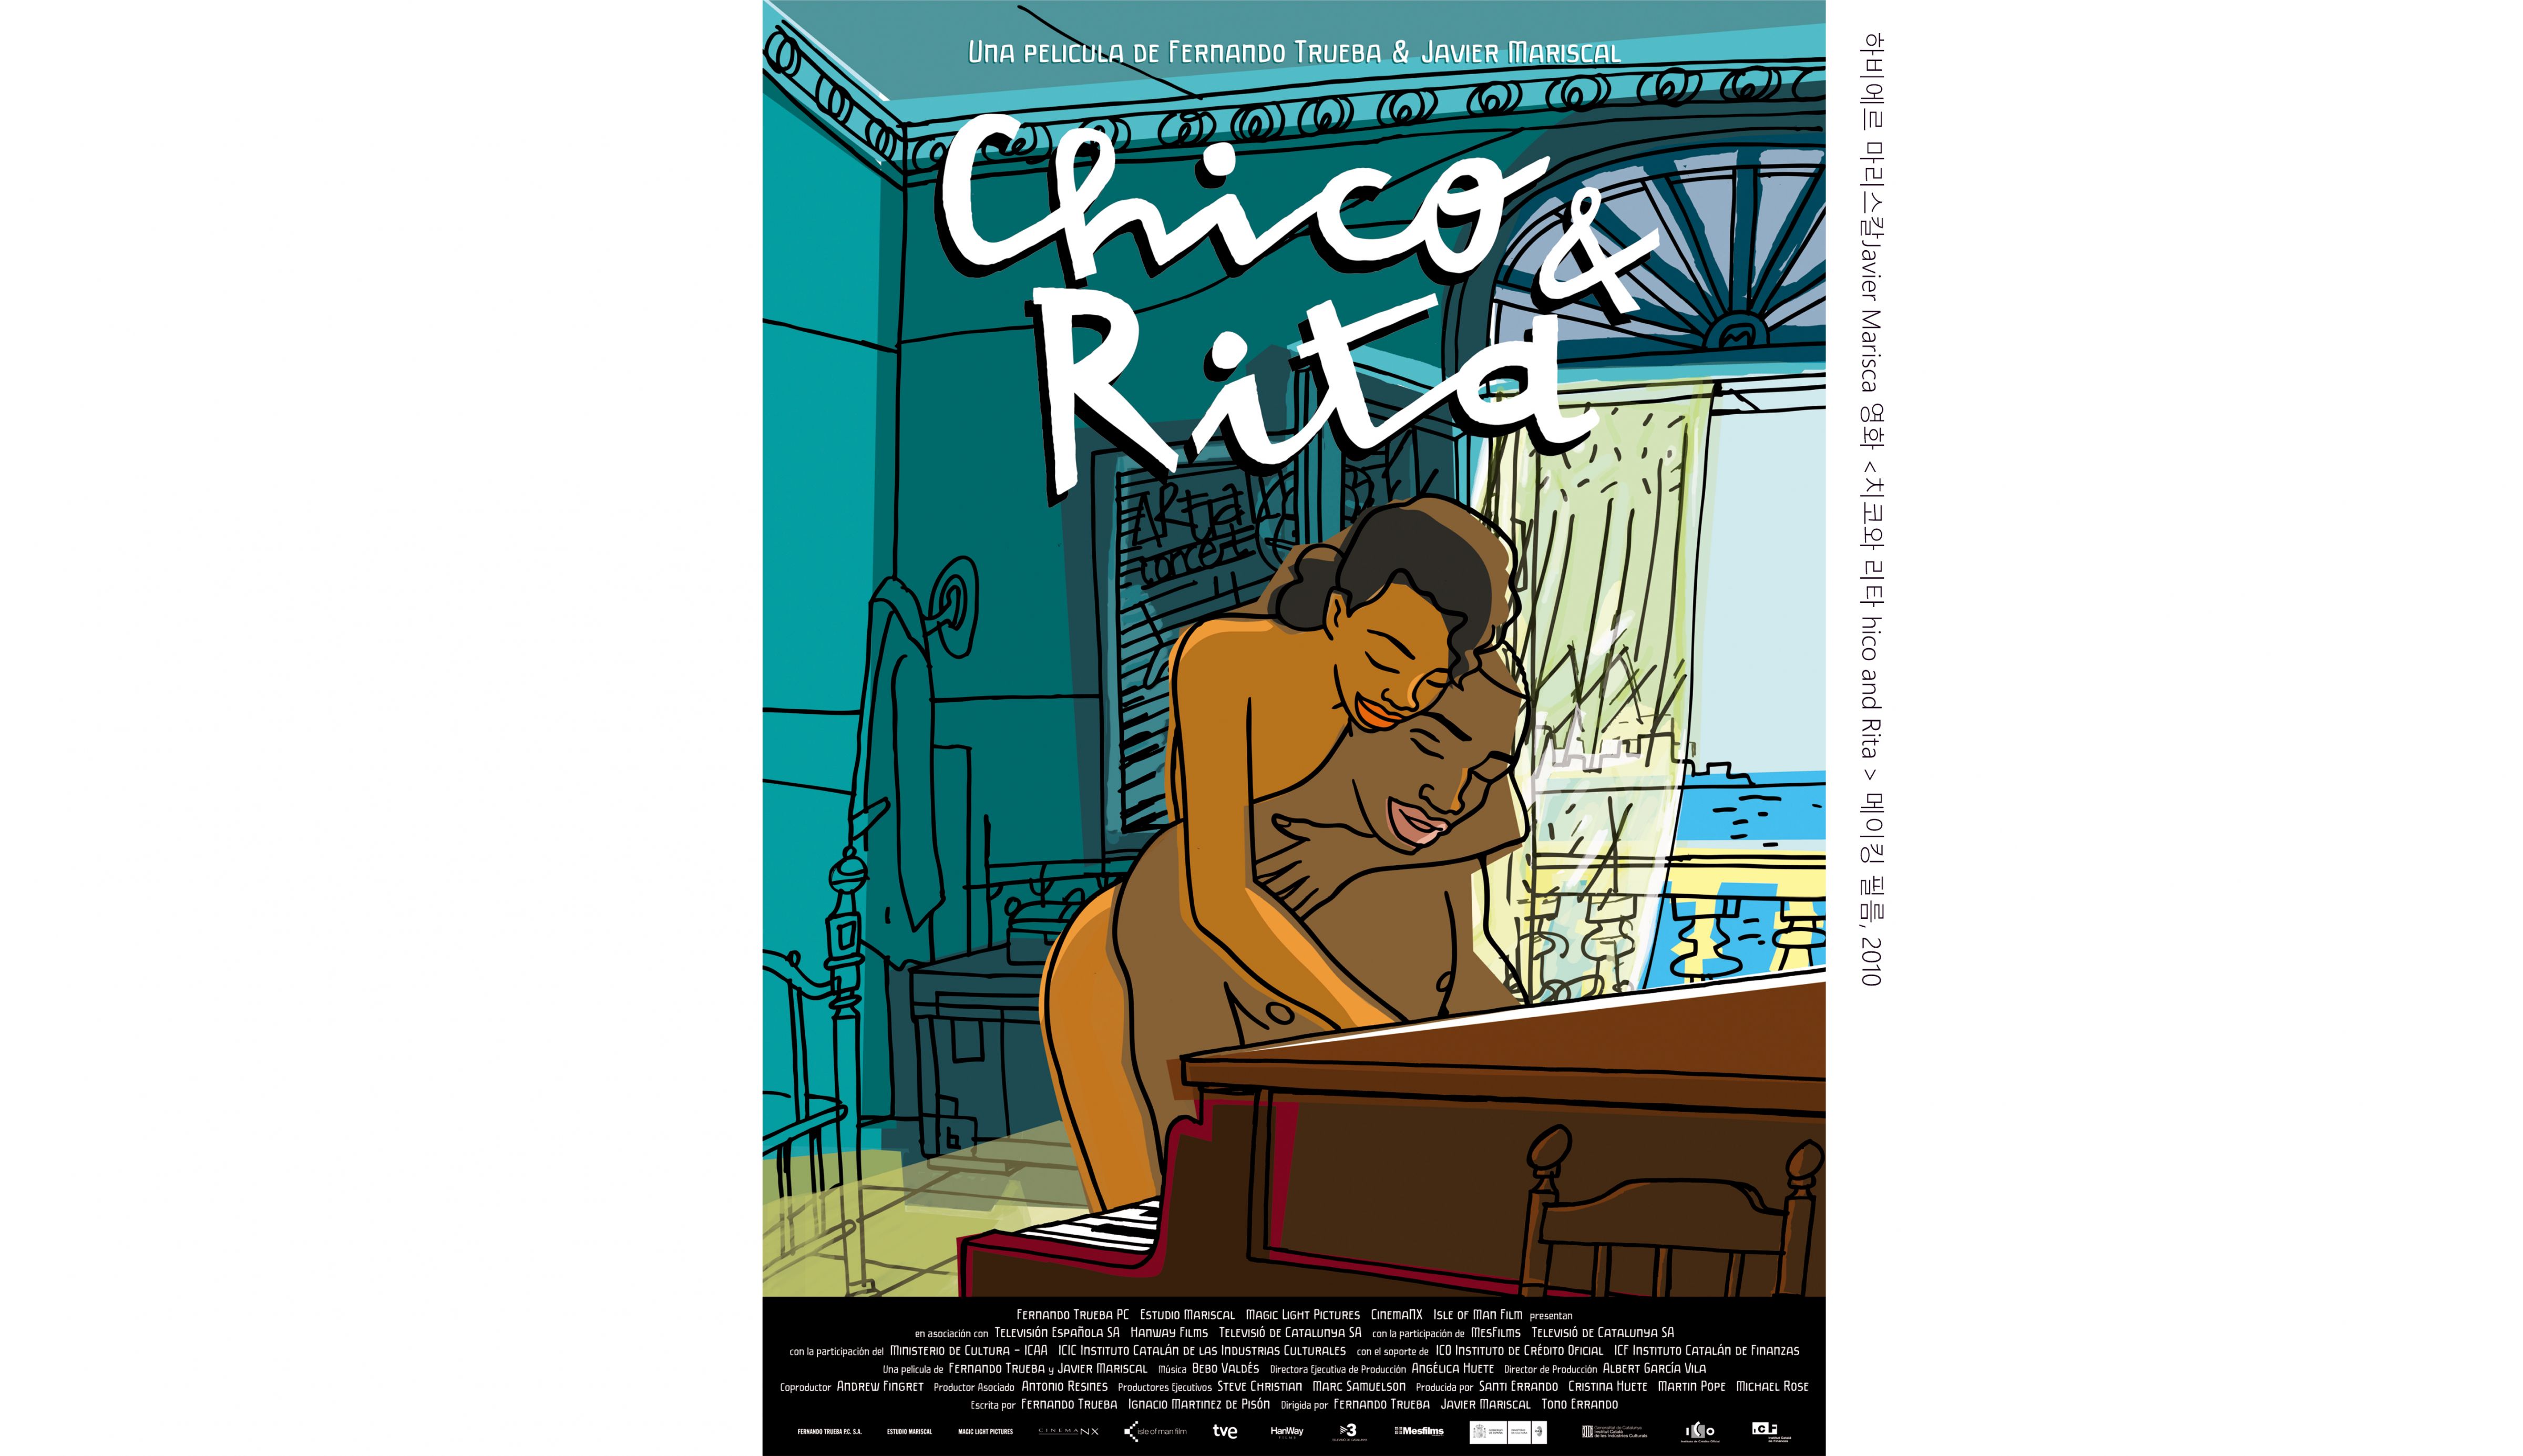 Una película de Fernando Trueba & Javier Mariscal
Chico &
Rita
concert
Fernando Trueba PC Estudio Mariscal Magic Light Pictures CinemaNX Isle of Man Film presentan
en asociación con Televisión Española SA Hanway Films Televisió de Catalunya SA con la participación de Mesfilms Televisió de Catalunya SA
con la participación del Ministerio de Cultura – ICAA ICIC Instituto Catalán de las Industrias Culturales con el soporte de ICO Instituto de Crédito Oficial ICF Instituto Catalán de Finanzas
Una película de Fernando Trueba y Javier Mariscal Música Bebo Valdés Directora Ejecutiva de Producción Angélica Huete Director de Producción Albert García Vila
Coproductor Andrew Fingret Productor Asociado Antonio Resines Productores Ejecutivos Steve Christian Marc Samuelson Producida por Santi Errando Cristina Huete Martin Pope Michael Rose
Escrita por Fernando Trueba Ignacio Martínez de Pisón Dirigida por Fernando Trueba Javier Mariscal Tono Errando
FERNANDO TRUEBA P.C. S.A. ESTUDIO MARISCAL MAGIC LIGHT PICTURES CINEMANX isle of man film tve HanWay FILMS 3 Mesfilms ICO ICF
하비에르 마리스칼Javier Marisca 영화 <치코와 리타 hico and Rita > 메이킹 필름, 2010